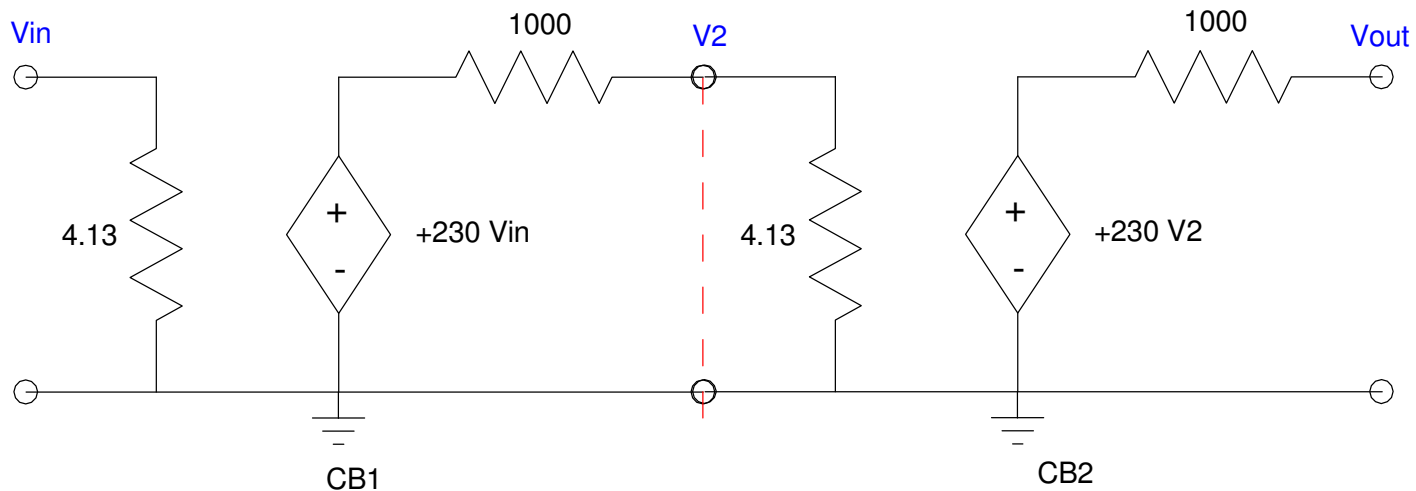 Vin
1000
V2
1000
Vout
4.13
+
-
+230 Vin
4.13
+
-
+230 V2
CB1
CB2